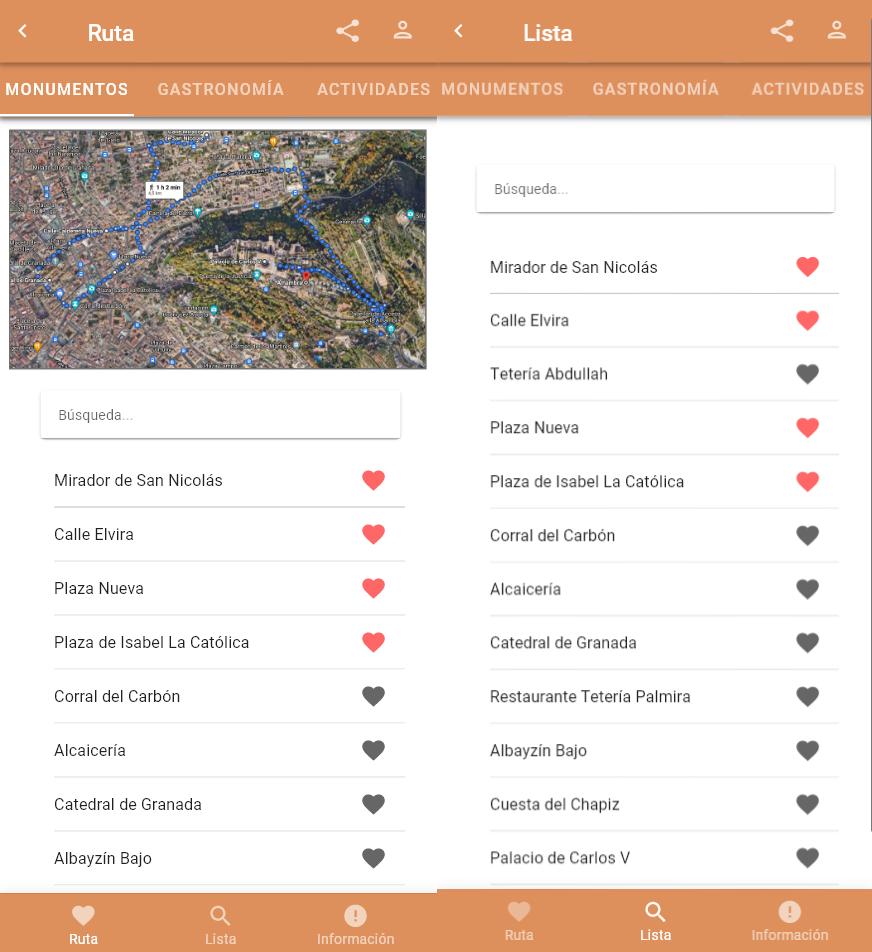 Ruta
MONUMENTOS GASTRONOMÍA ACTIVIDADES
1 h 2 min
Búsqueda...
Mirador de San Nicolás
Calle Elvira
Plaza Nueva
Plaza de Isabel La Católica
Corral del Carbón
Alcaicería
Catedral de Granada
Albayzín Bajo
Ruta Lista Información
Lista
MONUMENTOS GASTRONOMÍA ACTIVIDADES
Búsqueda...
Mirador de San Nicolás
Calle Elvira
Tetería Abdullah
Plaza Nueva
Plaza de Isabel La Católica
Corral del Carbón
Alcaicería
Catedral de Granada
Restaurante Tetería Palmira
Albayzín Bajo
Cuesta del Chapiz
Palacio de Carlos V
Ruta Lista Información